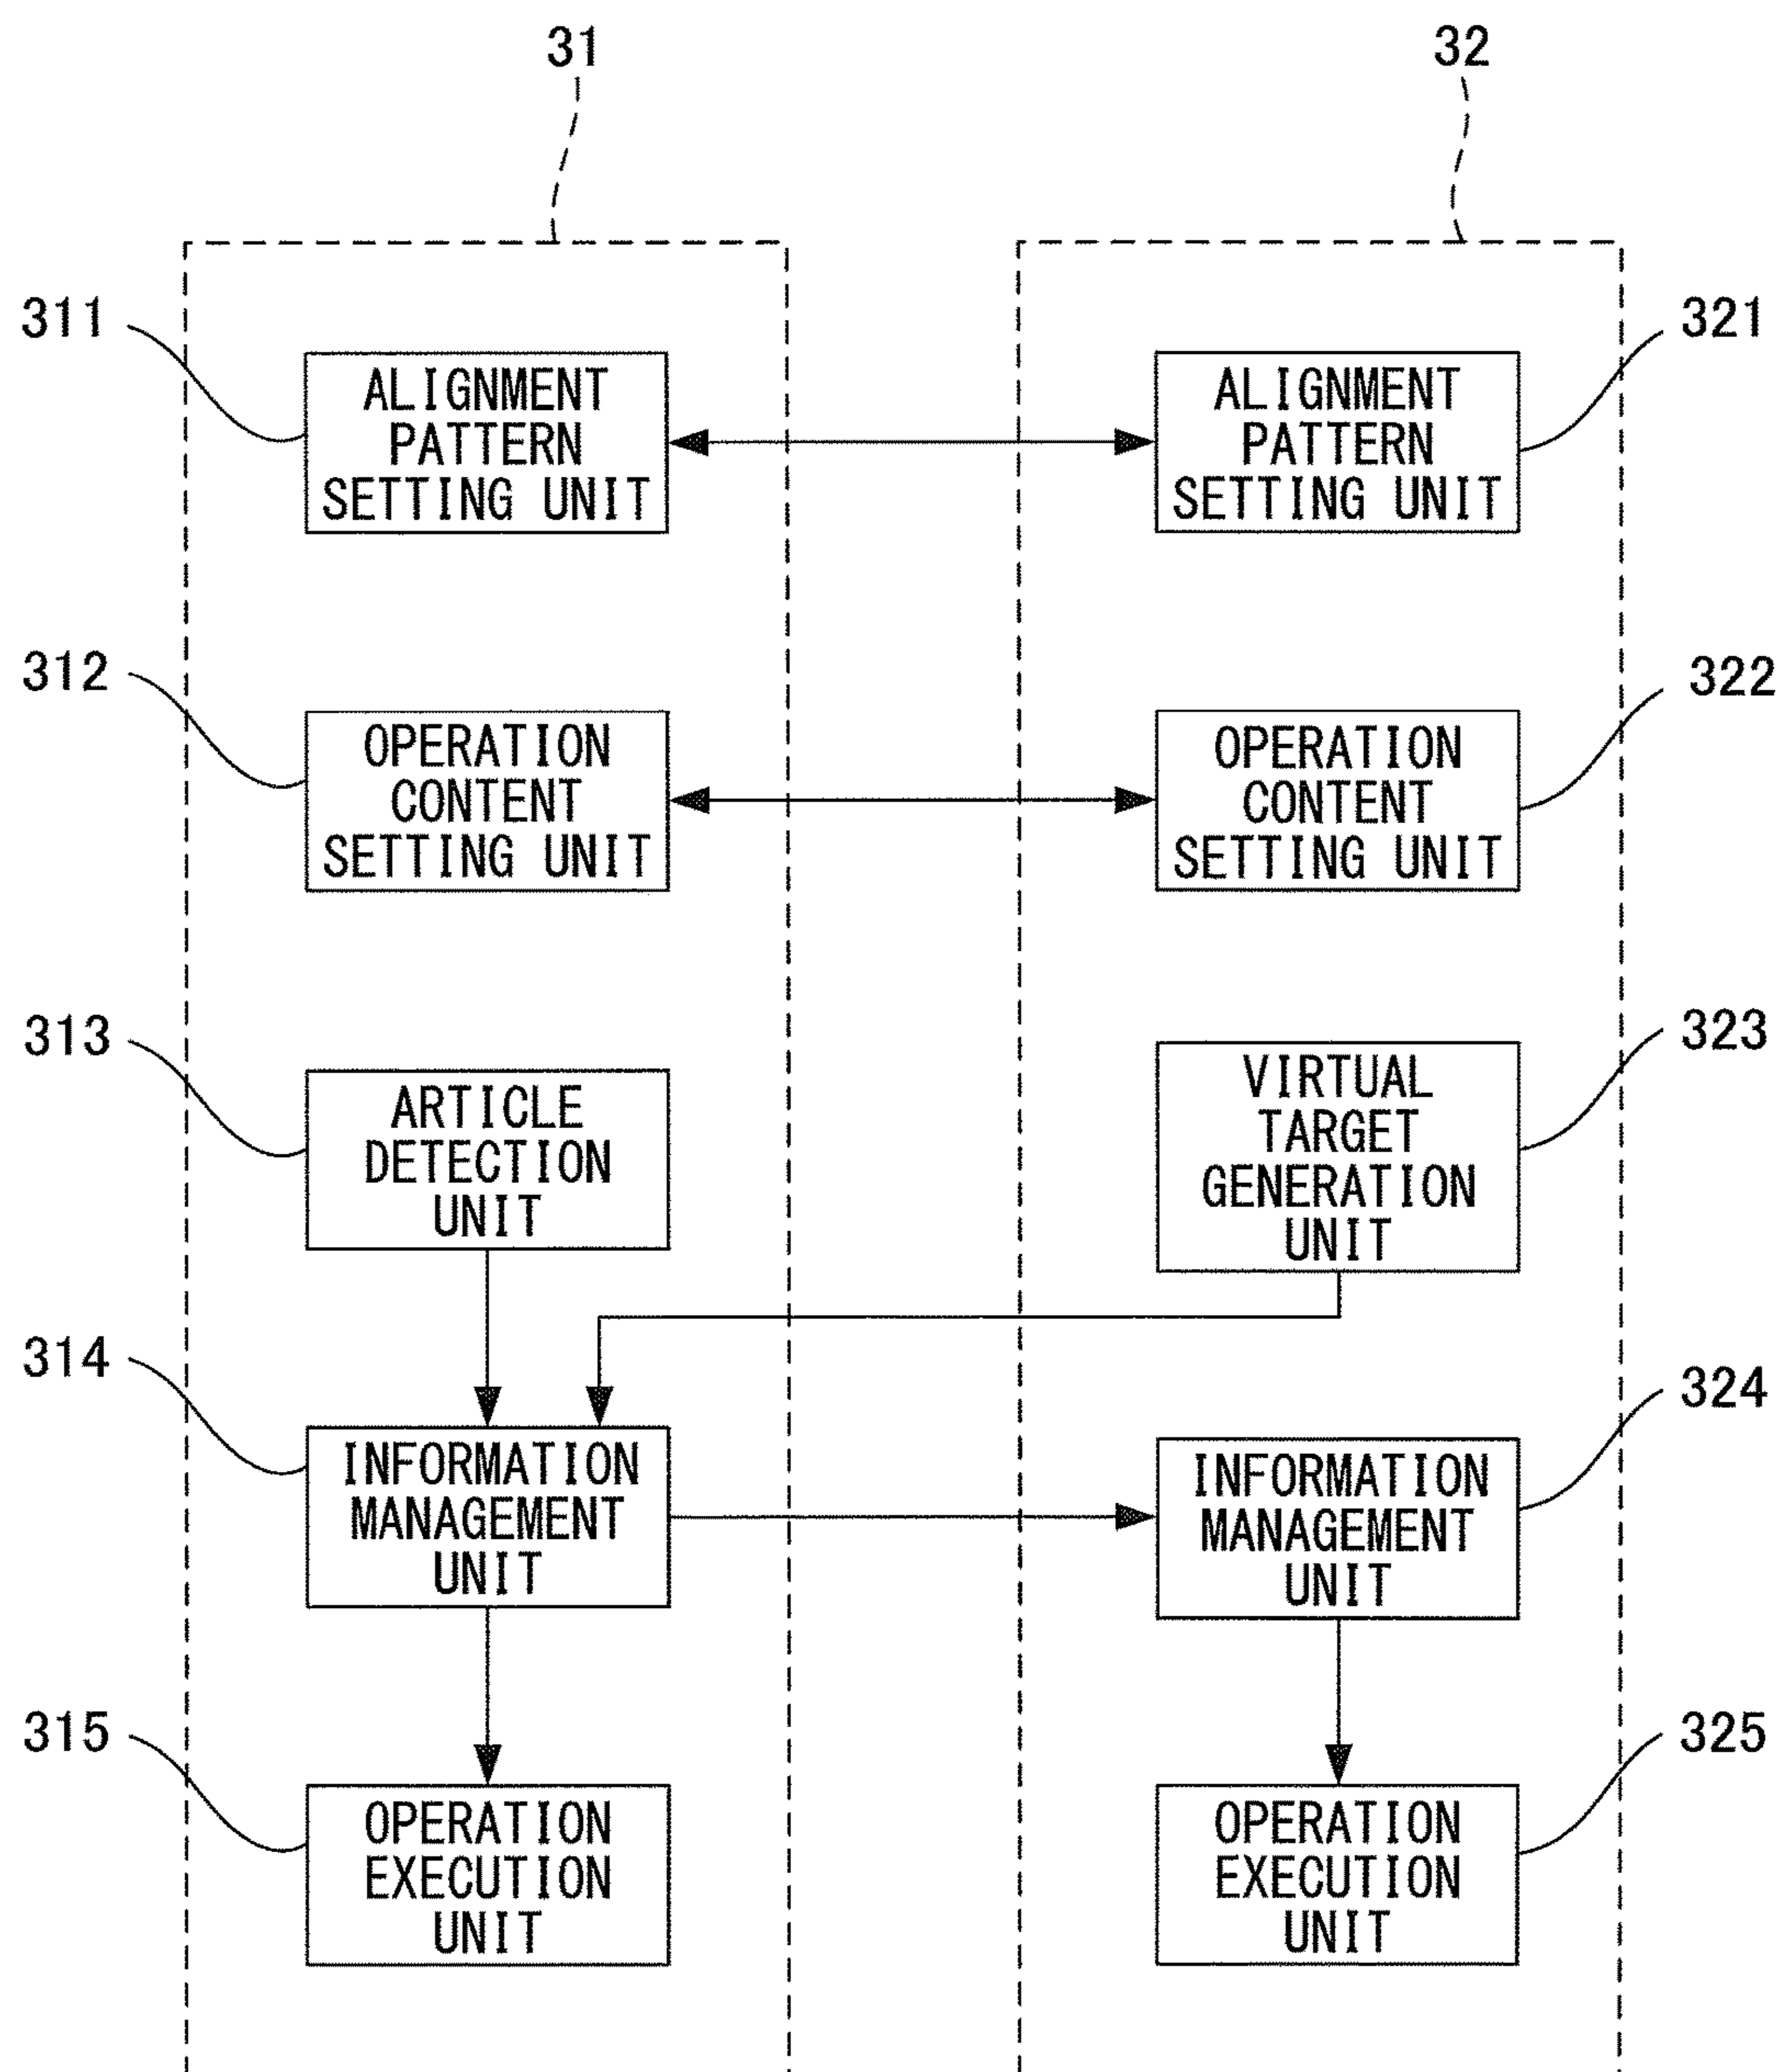 31
32
311
ALIGNMENT
PATTERN
SETTING UNIT
ALIGNMENT
PATTERN
SETTING UNIT
321
312
OPERATION
CONTENT
SETTING UNIT
OPERATION
CONTENT
SETTING UNIT
322
313
ARTICLE
DETECTION
UNIT
VIRTUAL
TARGET
GENERATION
UNIT
323
314
INFORMATION
MANAGEMENT
UNIT
INFORMATION
MANAGEMENT
UNIT
324
315
OPERATION
EXECUTION
UNIT
OPERATION
EXECUTION
UNIT
325